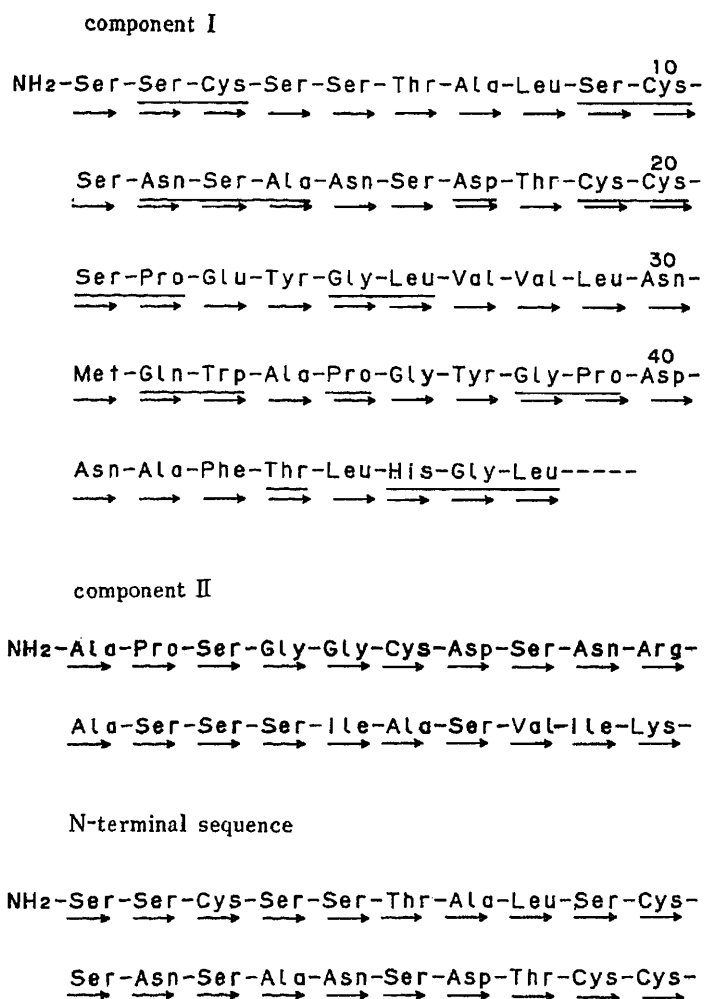 component I
10
NH2-Ser-Ser-Cys-Ser-Ser-Thr-Ala-Leu-Ser-Cys-
20
Ser-Asn-Ser-Ala-Asn-Ser-Asp-Thr-Cys-Cys-
30
Ser-Pro-Glu-Tyr-Gly-Leu-Val-Val-Leu-Asn-
40
Met-Gln-Trp-Ala-Pro-Gly-Tyr-Gly-Pro-Asp-
Asn-Ala-Phe-Thr-Leu-His-Gly-Leu-----
component II
NH2-Ala-Pro-Ser-Gly-Gly-Cys-Asp-Ser-Asn-Arg-
Ala-Ser-Ser-Ser-Ile-Ala-Ser-Val-Ile-Lys-
N-terminal sequence
NH2-Ser-Ser-Cys-Ser-Ser-Thr-Ala-Leu-Ser-Cys-
Ser-Asn-Ser-Ala-Asn-Ser-Asp-Thr-Cys-Cys-